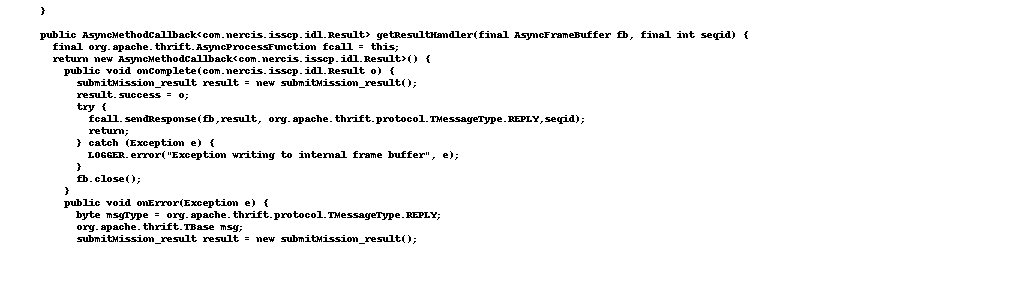 }
public AsyncMethodCallback<com.nercis.isscp.idl.Result> getResultHandler(final AsyncFrameBuffer fb, final int seqid) {
final org.apache.thrift.AsyncProcessFunction fcall = this;
return new AsyncMethodCallback<com.nercis.isscp.idl.Result>() {
public void onComplete(com.nercis.isscp.idl.Result o) {
submitMission_result result = new submitMission_result();
result.success = o;
try {
fcall.sendResponse(fb,result, org.apache.thrift.protocol.TMessageType.REPLY,seqid);
return;
} catch (Exception e) {
LOGGER.error("Exception writing to internal frame buffer", e);
}
fb.close();
}
public void onError(Exception e) {
byte msgType = org.apache.thrift.protocol.TMessageType.REPLY;
org.apache.thrift.TBase msg;
submitMission_result result = new submitMission_result();